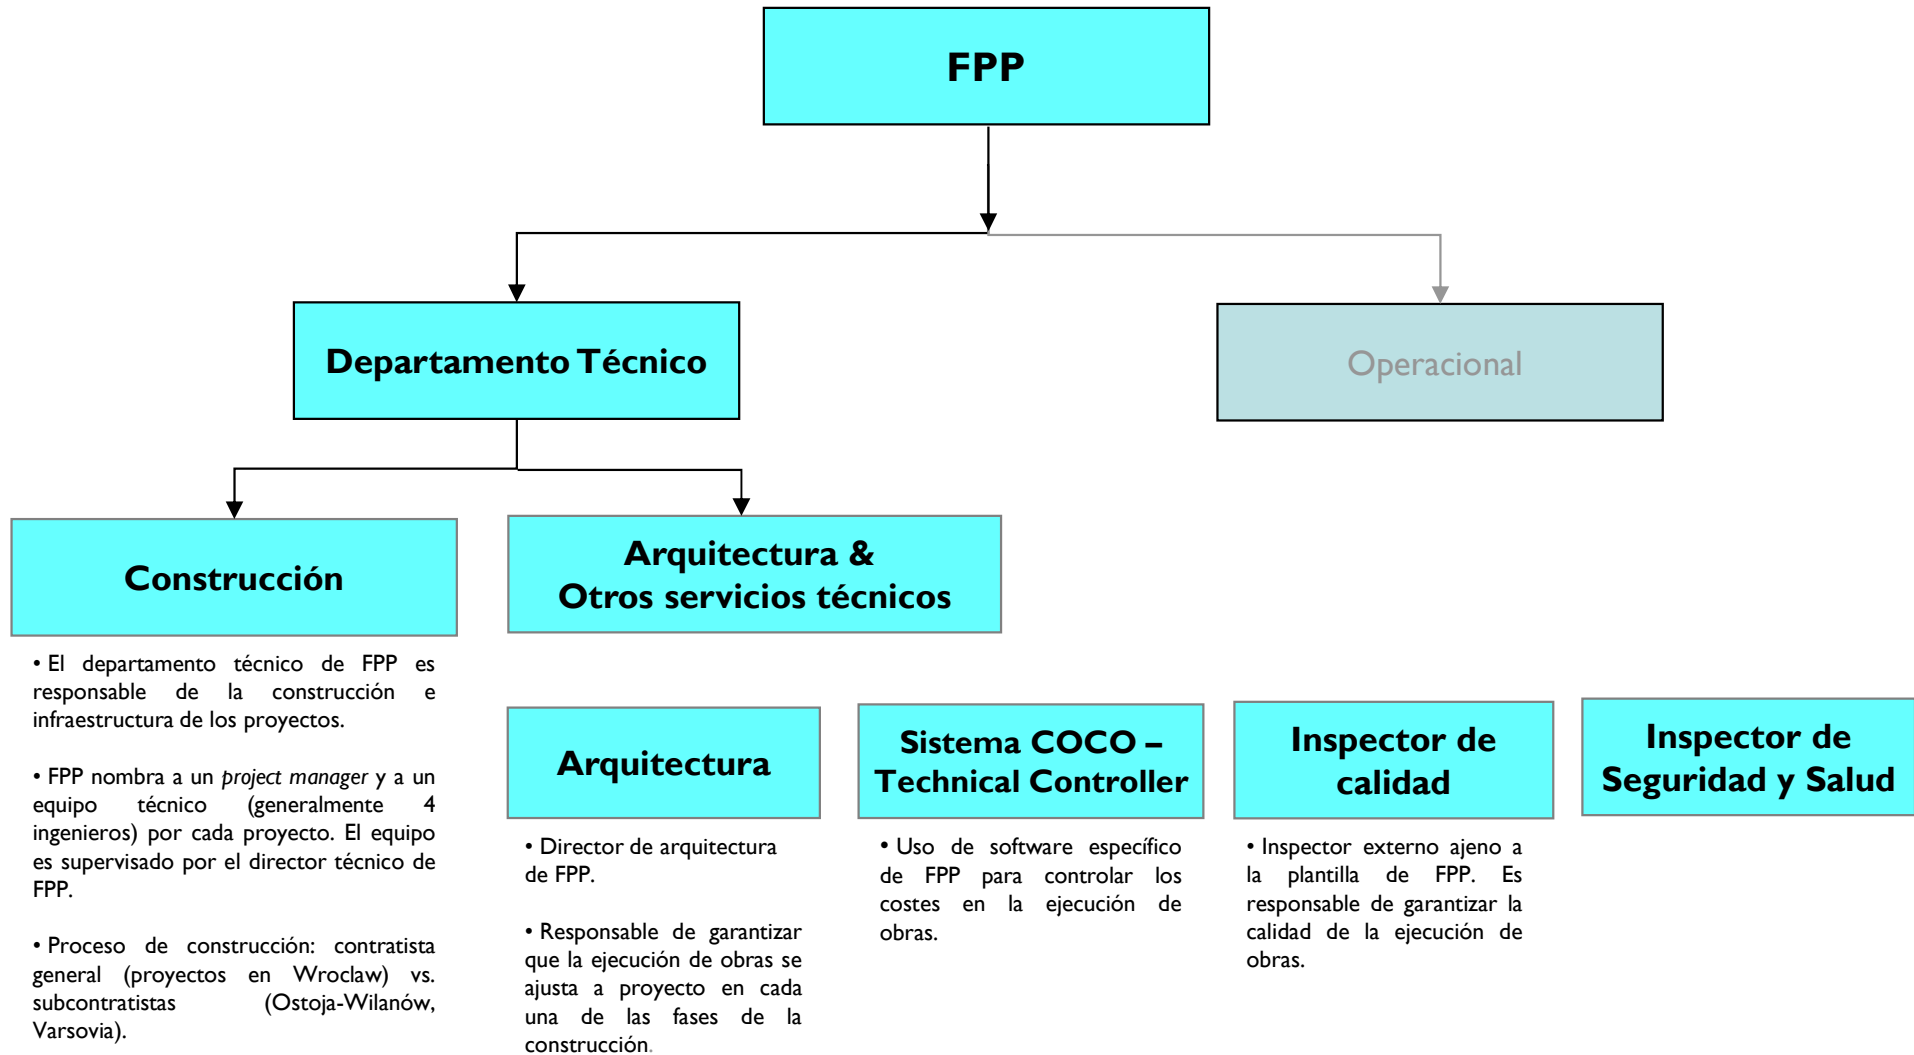 FPP
Departamento Técnico
Operacional
Construcción
Arquitectura &
Otros servicios técnicos
• El departamento técnico de FPP es
responsable de la construcción e
infraestructura de los proyectos.
• FPP nombra a un project manager y a un
equipo técnico (generalmente 4
ingenieros) por cada proyecto. El equipo
es supervisado por el director técnico de
FPP.
• Proceso de construcción: contratista
general (proyectos en Wroclaw) vs.
subcontratistas (Ostoja-Wilanów,
Varsovia).
Arquitectura
• Director de arquitectura
de FPP.
• Responsable de garantizar
que la ejecución de obras se
ajusta a proyecto en cada
una de las fases de la
construcción.
Sistema COCO –
Technical Controller
• Uso de software específico
de FPP para controlar los
costes en la ejecución de
obras.
Inspector de
calidad
• Inspector externo ajeno a
la plantilla de FPP. Es
responsable de garantizar la
calidad de la ejecución de
obras.
Inspector de
Seguridad y Salud